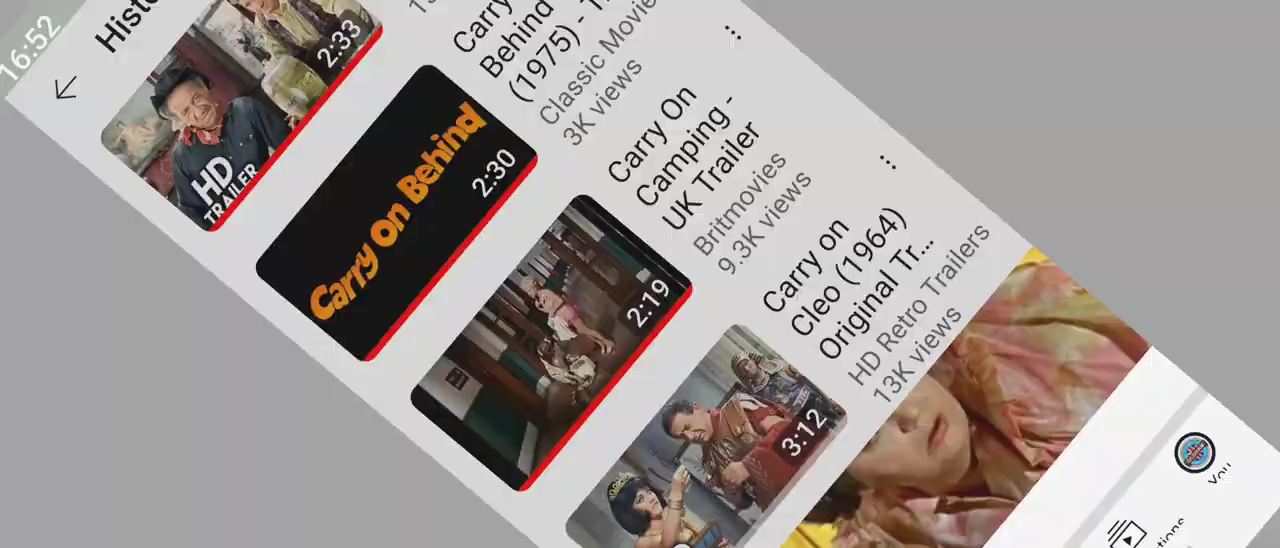 16:52
HD
TRAILER
2:33
Carry
Behind
(1975) -
Classic
3K views
Carry On Behind
2:30
Carry On
Camping -
UK Trailer
Britmovies
9.3K views
2:19
Carry on
Cleo (1964)
Original Tr...
HD Retro Trailers
13K views
3:12
You